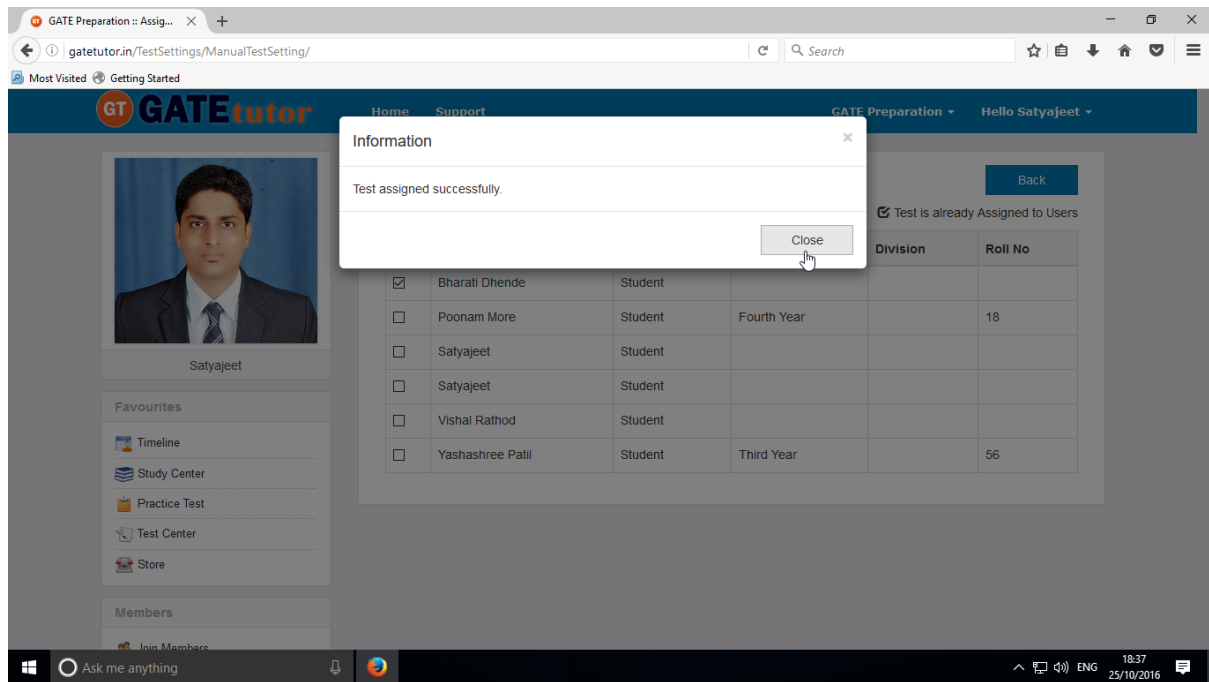 GATE Preparation :: Assig...
gatetutor.in/TestSettings/ManualTestSetting/
Search
Most Visited
Getting Started
GT GATEtutor
Home
Support
GATE Preparation
Hello Satyajeet
Information
×
Test assigned successfully.
Close
Back
Test is already Assigned to Users
Division
Roll No
Bharati Dhende
Student
Poonam More
Student
Fourth Year
18
Satyajeet
Student
Satyajeet
Student
Vishal Rathod
Student
Yashashree Patil
Student
Third Year
56
Satyajeet
Favourites
Timeline
Study Center
Practice Test
Test Center
Store
Members
Join Members
Ask me anything
ENG
18:37
25/10/2016